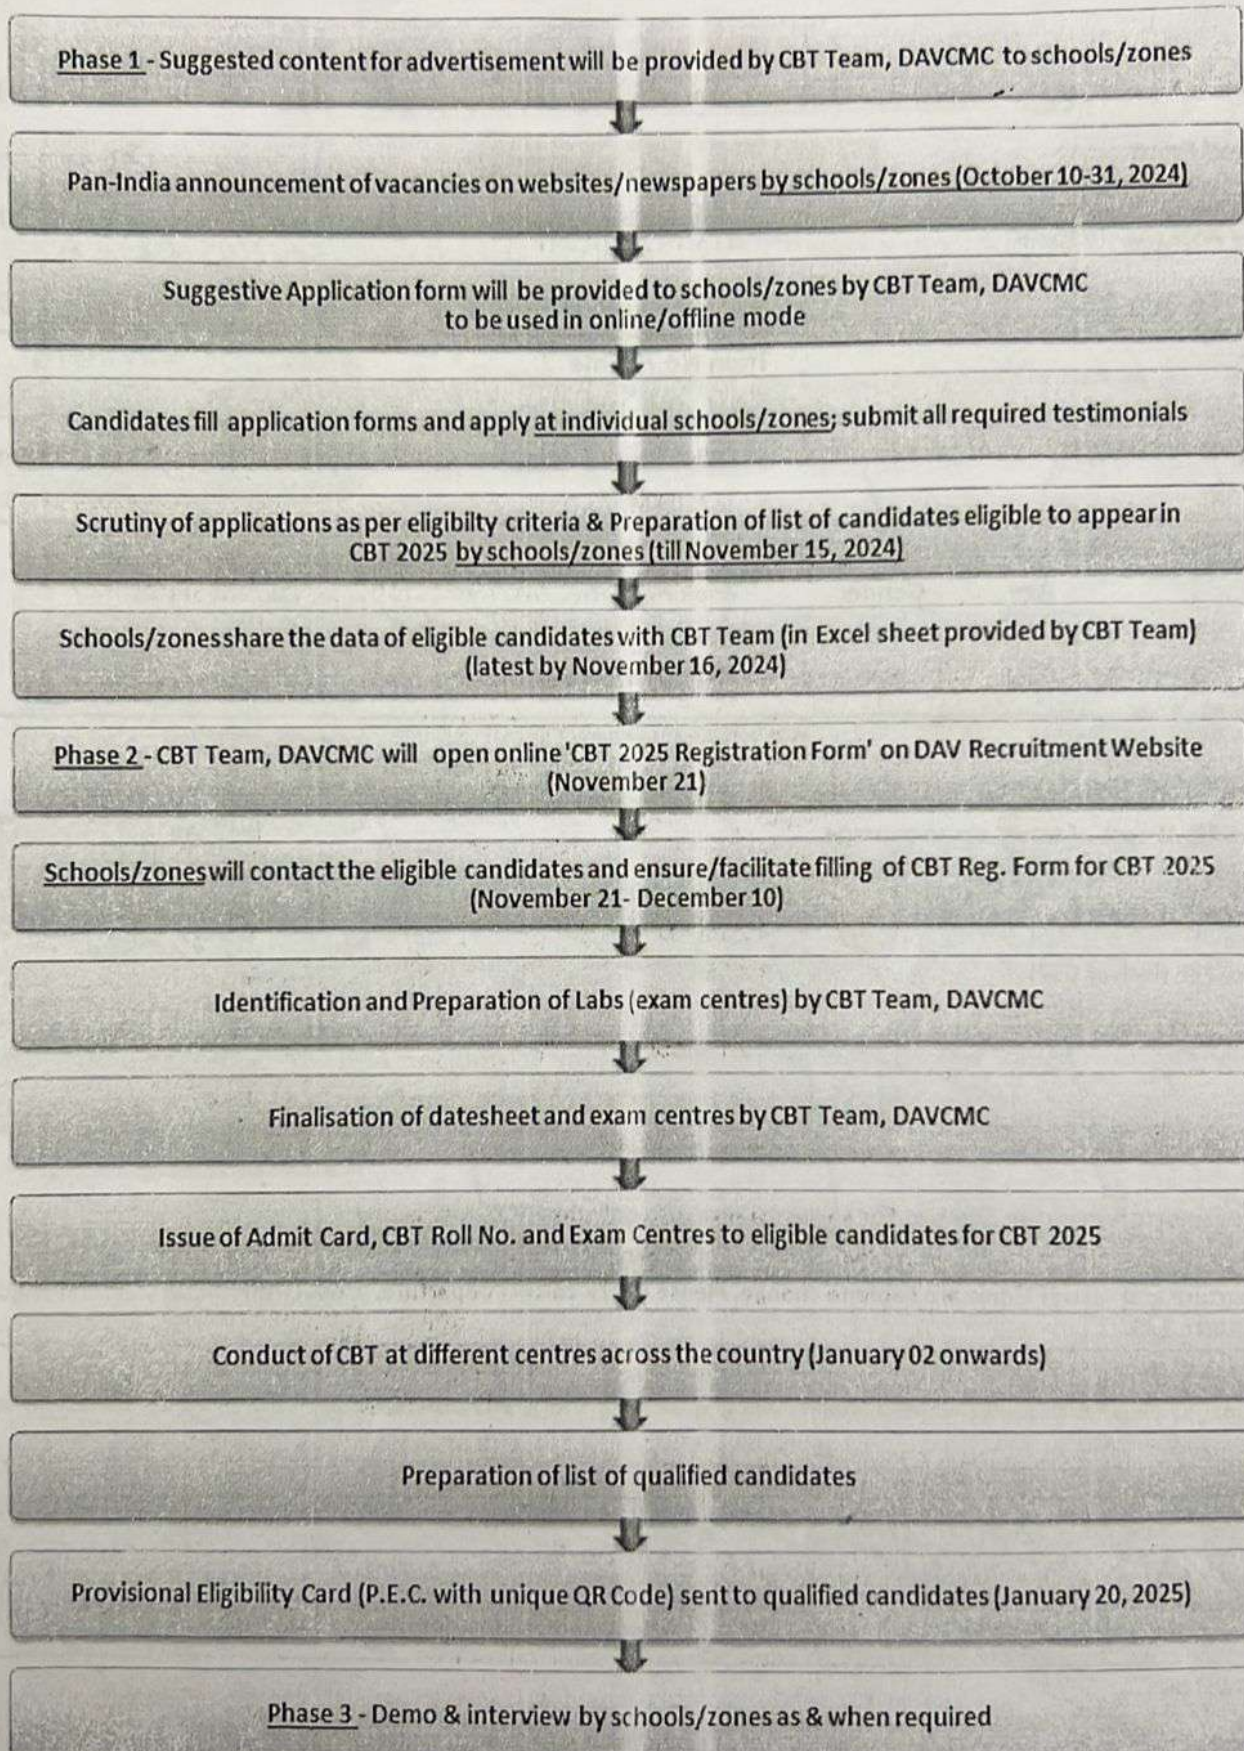 Phase 1 - Suggested content for advertisement will be provided by CBT Team, DAVCMC to schools/zones
Pan-India announcement of vacancies on websites/newspapers by schools/zones (October 10-31, 2024)
Suggestive Application form will be provided to schools/zones by CBT Team, DAVCMC
to be used in online/offline mode
Candidates fill application forms and apply at individual schools/zones; submit all required testimonials
Scrutiny of applications as per eligibilty criteria & Preparation of list of candidates eligible to appear in
CBT 2025 by schools/zones (till November 15, 2024)
Schools/zones share the data of eligible candidates with CBT Team (in Excel sheet provided by CBT Team)
(latest by November 16, 2024)
Phase 2 - CBT Team, DAVCMC will open online 'CBT 2025 Registration Form' on DAV Recruitment Website
(November 21)
Schools/zones will contact the eligible candidates and ensure/facilitate filling of CBT Reg. Form for CBT 2025
(November 21- December 10)
Identification and Preparation of Labs (exam centres) by CBT Team, DAVCMC
Finalisation of datesheet and exam centres by CBT Team, DAVCMC
Issue of Admit Card, CBT Roll No. and Exam Centres to eligible candidates for CBT 2025
Conduct of CBT at different centres across the country (January 02 onwards)
Preparation of list of qualified candidates
Provisional Eligibility Card (P.E.C. with unique QR Code) sent to qualified candidates (January 20, 2025)
Phase 3 - Demo & interview by schools/zones as & when required